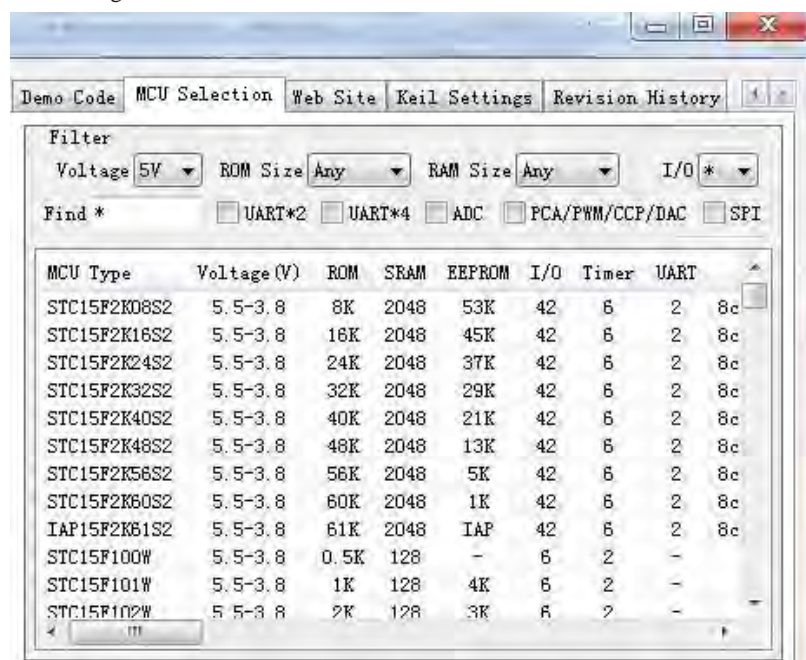 Demo Code MCU Selection Web Site Keil Settings Revision History
Filter
Voltage 5V ROM Size Any RAM Size Any I/O *
Find * UART*2 UART*4 ADC PCA/PWM/CCP/DAC SPI
MCU Type Voltage(V) ROM SRAM EEPROM I/O Timer UART
STC15F2K08S2 5.5-3.8 8K 2048 53K 42 6 2 8c
STC15F2K16S2 5.5-3.8 16K 2048 45K 42 6 2 8c
STC15F2K24S2 5.5-3.8 24K 2048 37K 42 6 2 8c
STC15F2K32S2 5.5-3.8 32K 2048 29K 42 6 2 8c
STC15F2K40S2 5.5-3.8 40K 2048 21K 42 6 2 8c
STC15F2K48S2 5.5-3.8 48K 2048 13K 42 6 2 8c
STC15F2K56S2 5.5-3.8 56K 2048 5K 42 6 2 8c
STC15F2K60S2 5.5-3.8 60K 2048 1K 42 6 2 8c
IAP15F2K61S2 5.5-3.8 61K 2048 IAP 42 6 2 8c
STC15F100W 5.5-3.8 0.5K 128 - 6 2 -
STC15F101W 5.5-3.8 1K 128 4K 6 2 -
STC15F102W 5.5-3.8 2K 128 3K 6 2 -